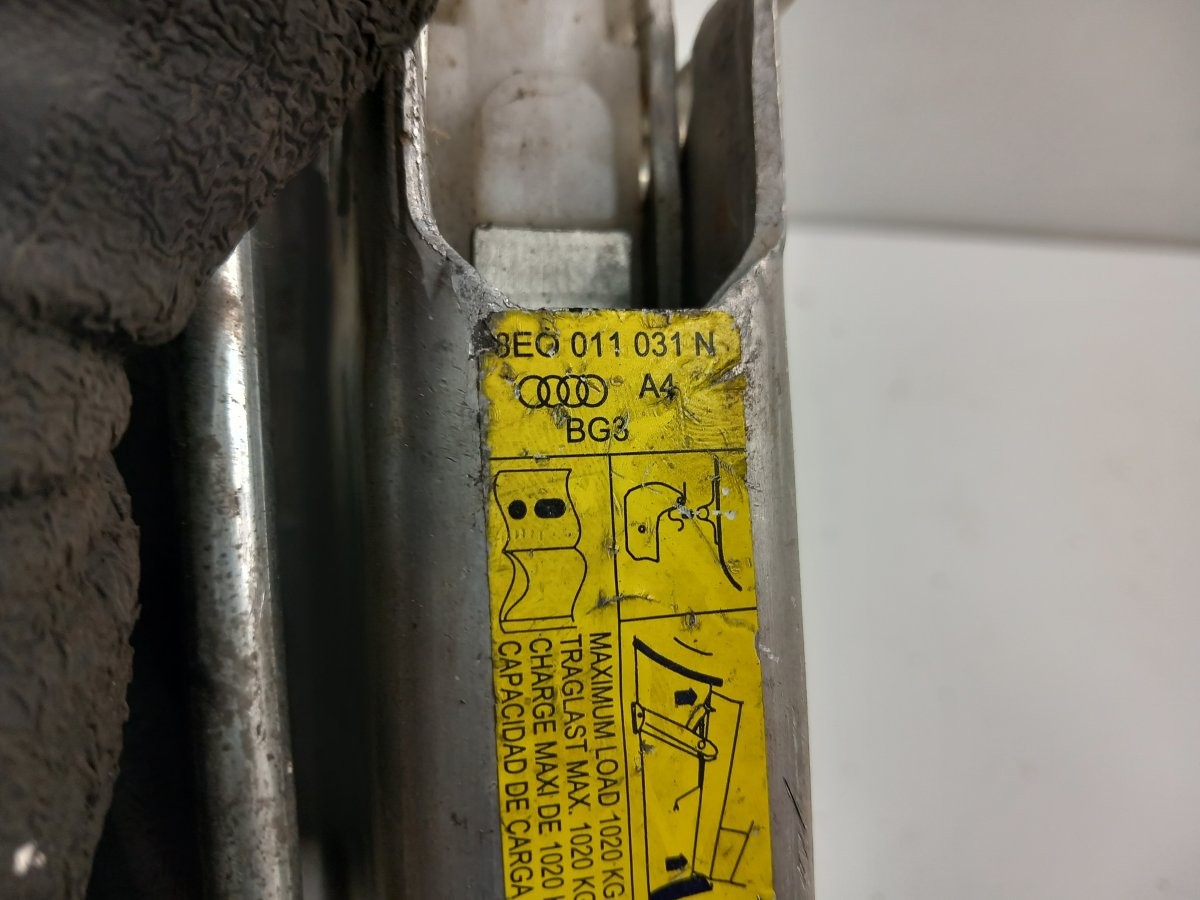 8E0 011 031 N
A4
BG3
MAXIMUM LOAD 1020 KG
TRAGLAST MAX. 1020 KG
CHARGE MAXI DE 1020
CAPACIDAD DE CARGA